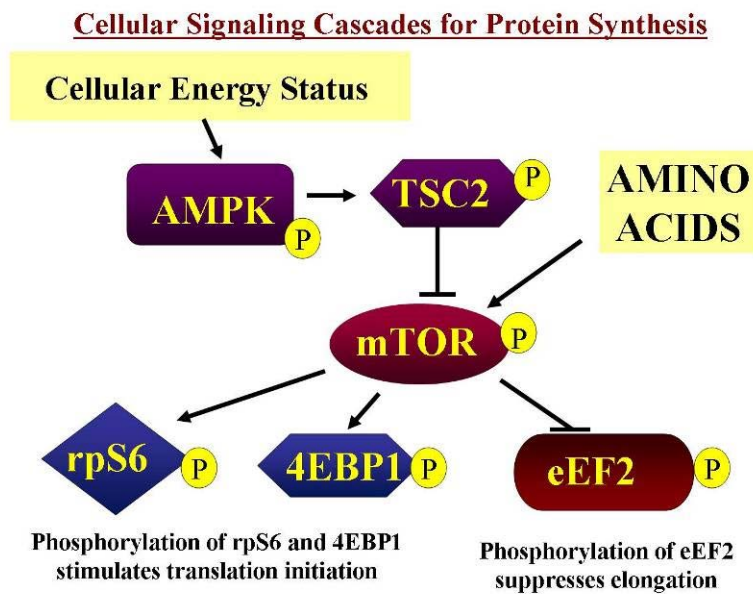 Cellular Signaling Cascades for Protein Synthesis
Cellular Energy Status
AMPK
P
TSC2
P
AMINO
ACIDS
mTOR
P
rpS6
P
4EBP1
P
eEF2
P
Phosphorylation of rpS6 and 4EBP1
stimulates translation initiation
Phosphorylation of eEF2
suppresses elongation